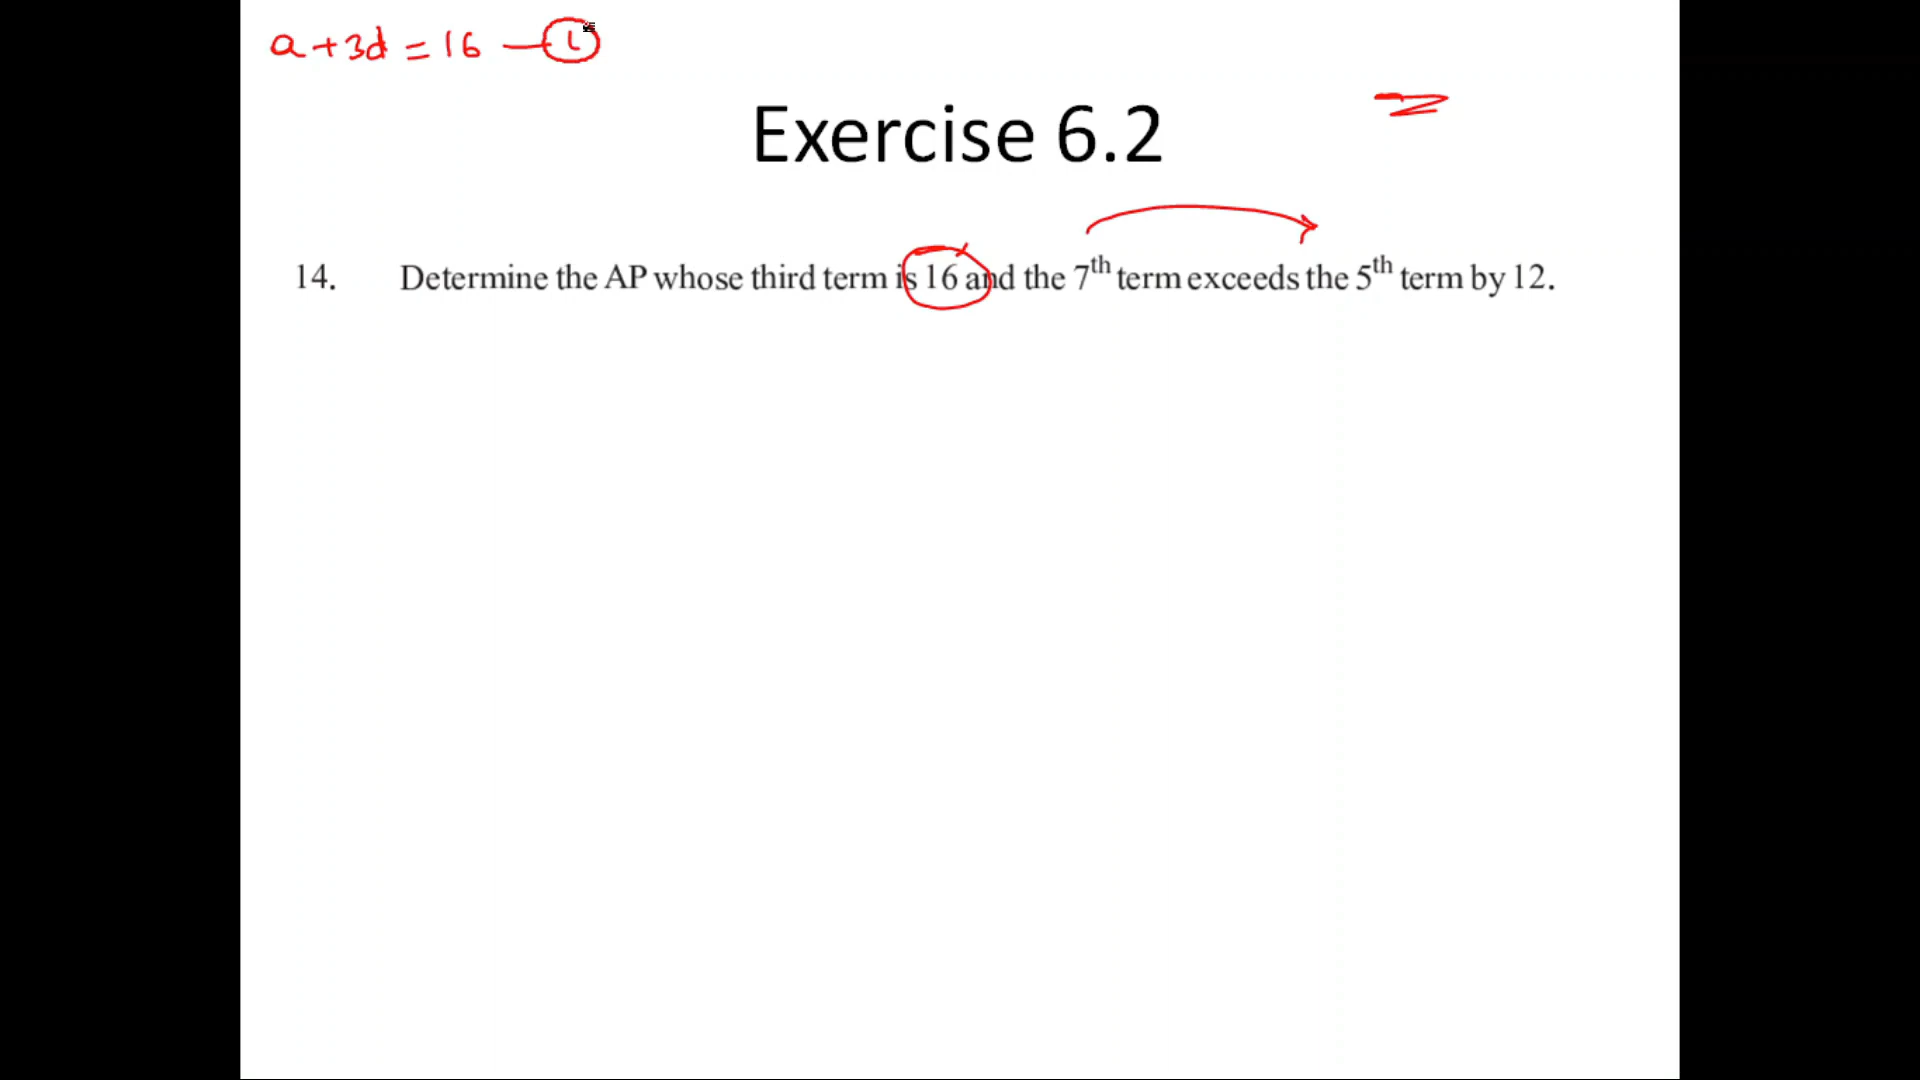 a + 3d = 16 — 1
Exercise 6.2
14. Determine the AP whose third term is 16 and the 7th term exceeds the 5th term by 12.